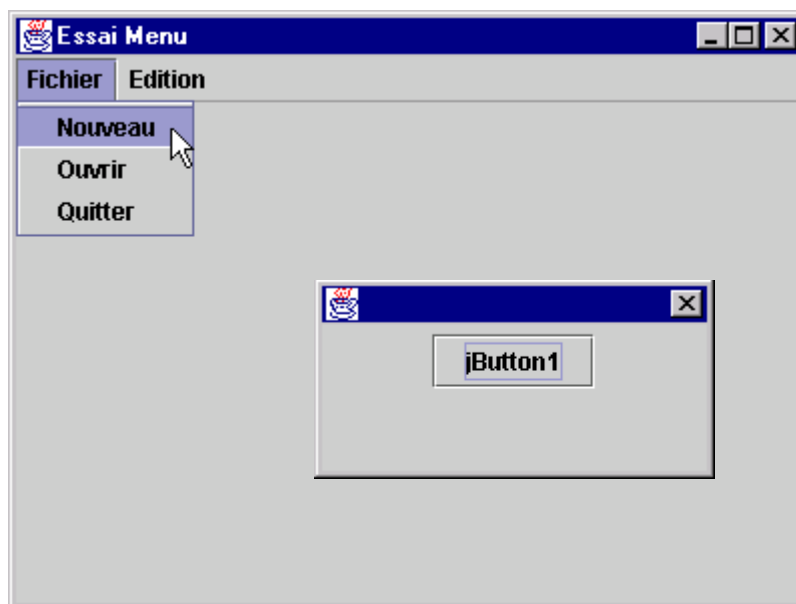 Essai Menu
Fichier Edition
Nouveau
Ouvrir
Quitter
jButton1